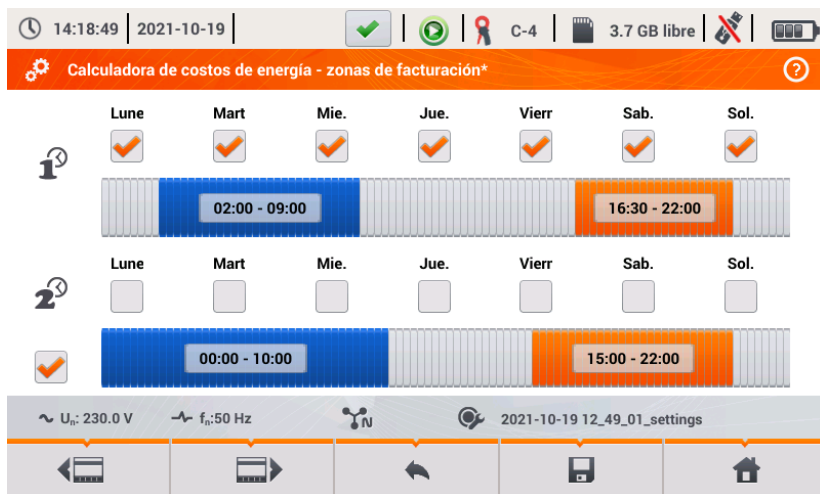 14:18:49 2021-10-19 C-4 3.7 GB libre
Calculadora de costos de energía - zonas de facturación* ?
Lune Mart Mie. Jue. Vierr Sab. Sol.
1
02:00 - 09:00 16:30 - 22:00
Lune Mart Mie. Jue. Vierr Sab. Sol.
2
00:00 - 10:00 15:00 - 22:00
Un: 230.0 V fn:50 Hz N 2021-10-19 12_49_01_settings